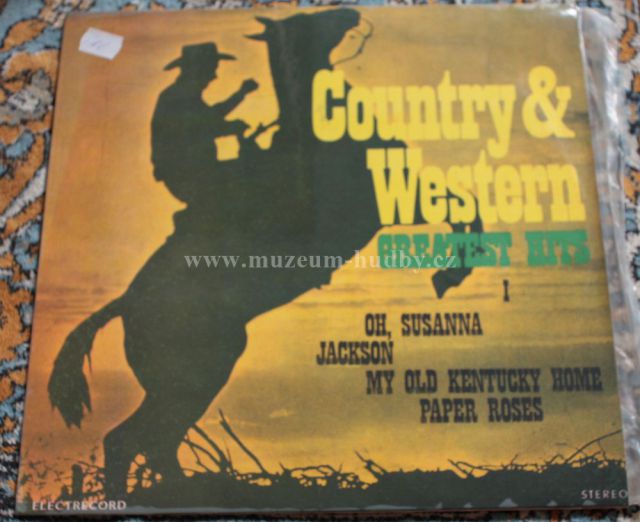 Country &
Western
GREATEST HITS
www.muzeum-hudby.cz
I
OH, SUSANNA
JACKSON
MY OLD KENTUCKY HOME
PAPER ROSES
ELECTRECORD
STEREO